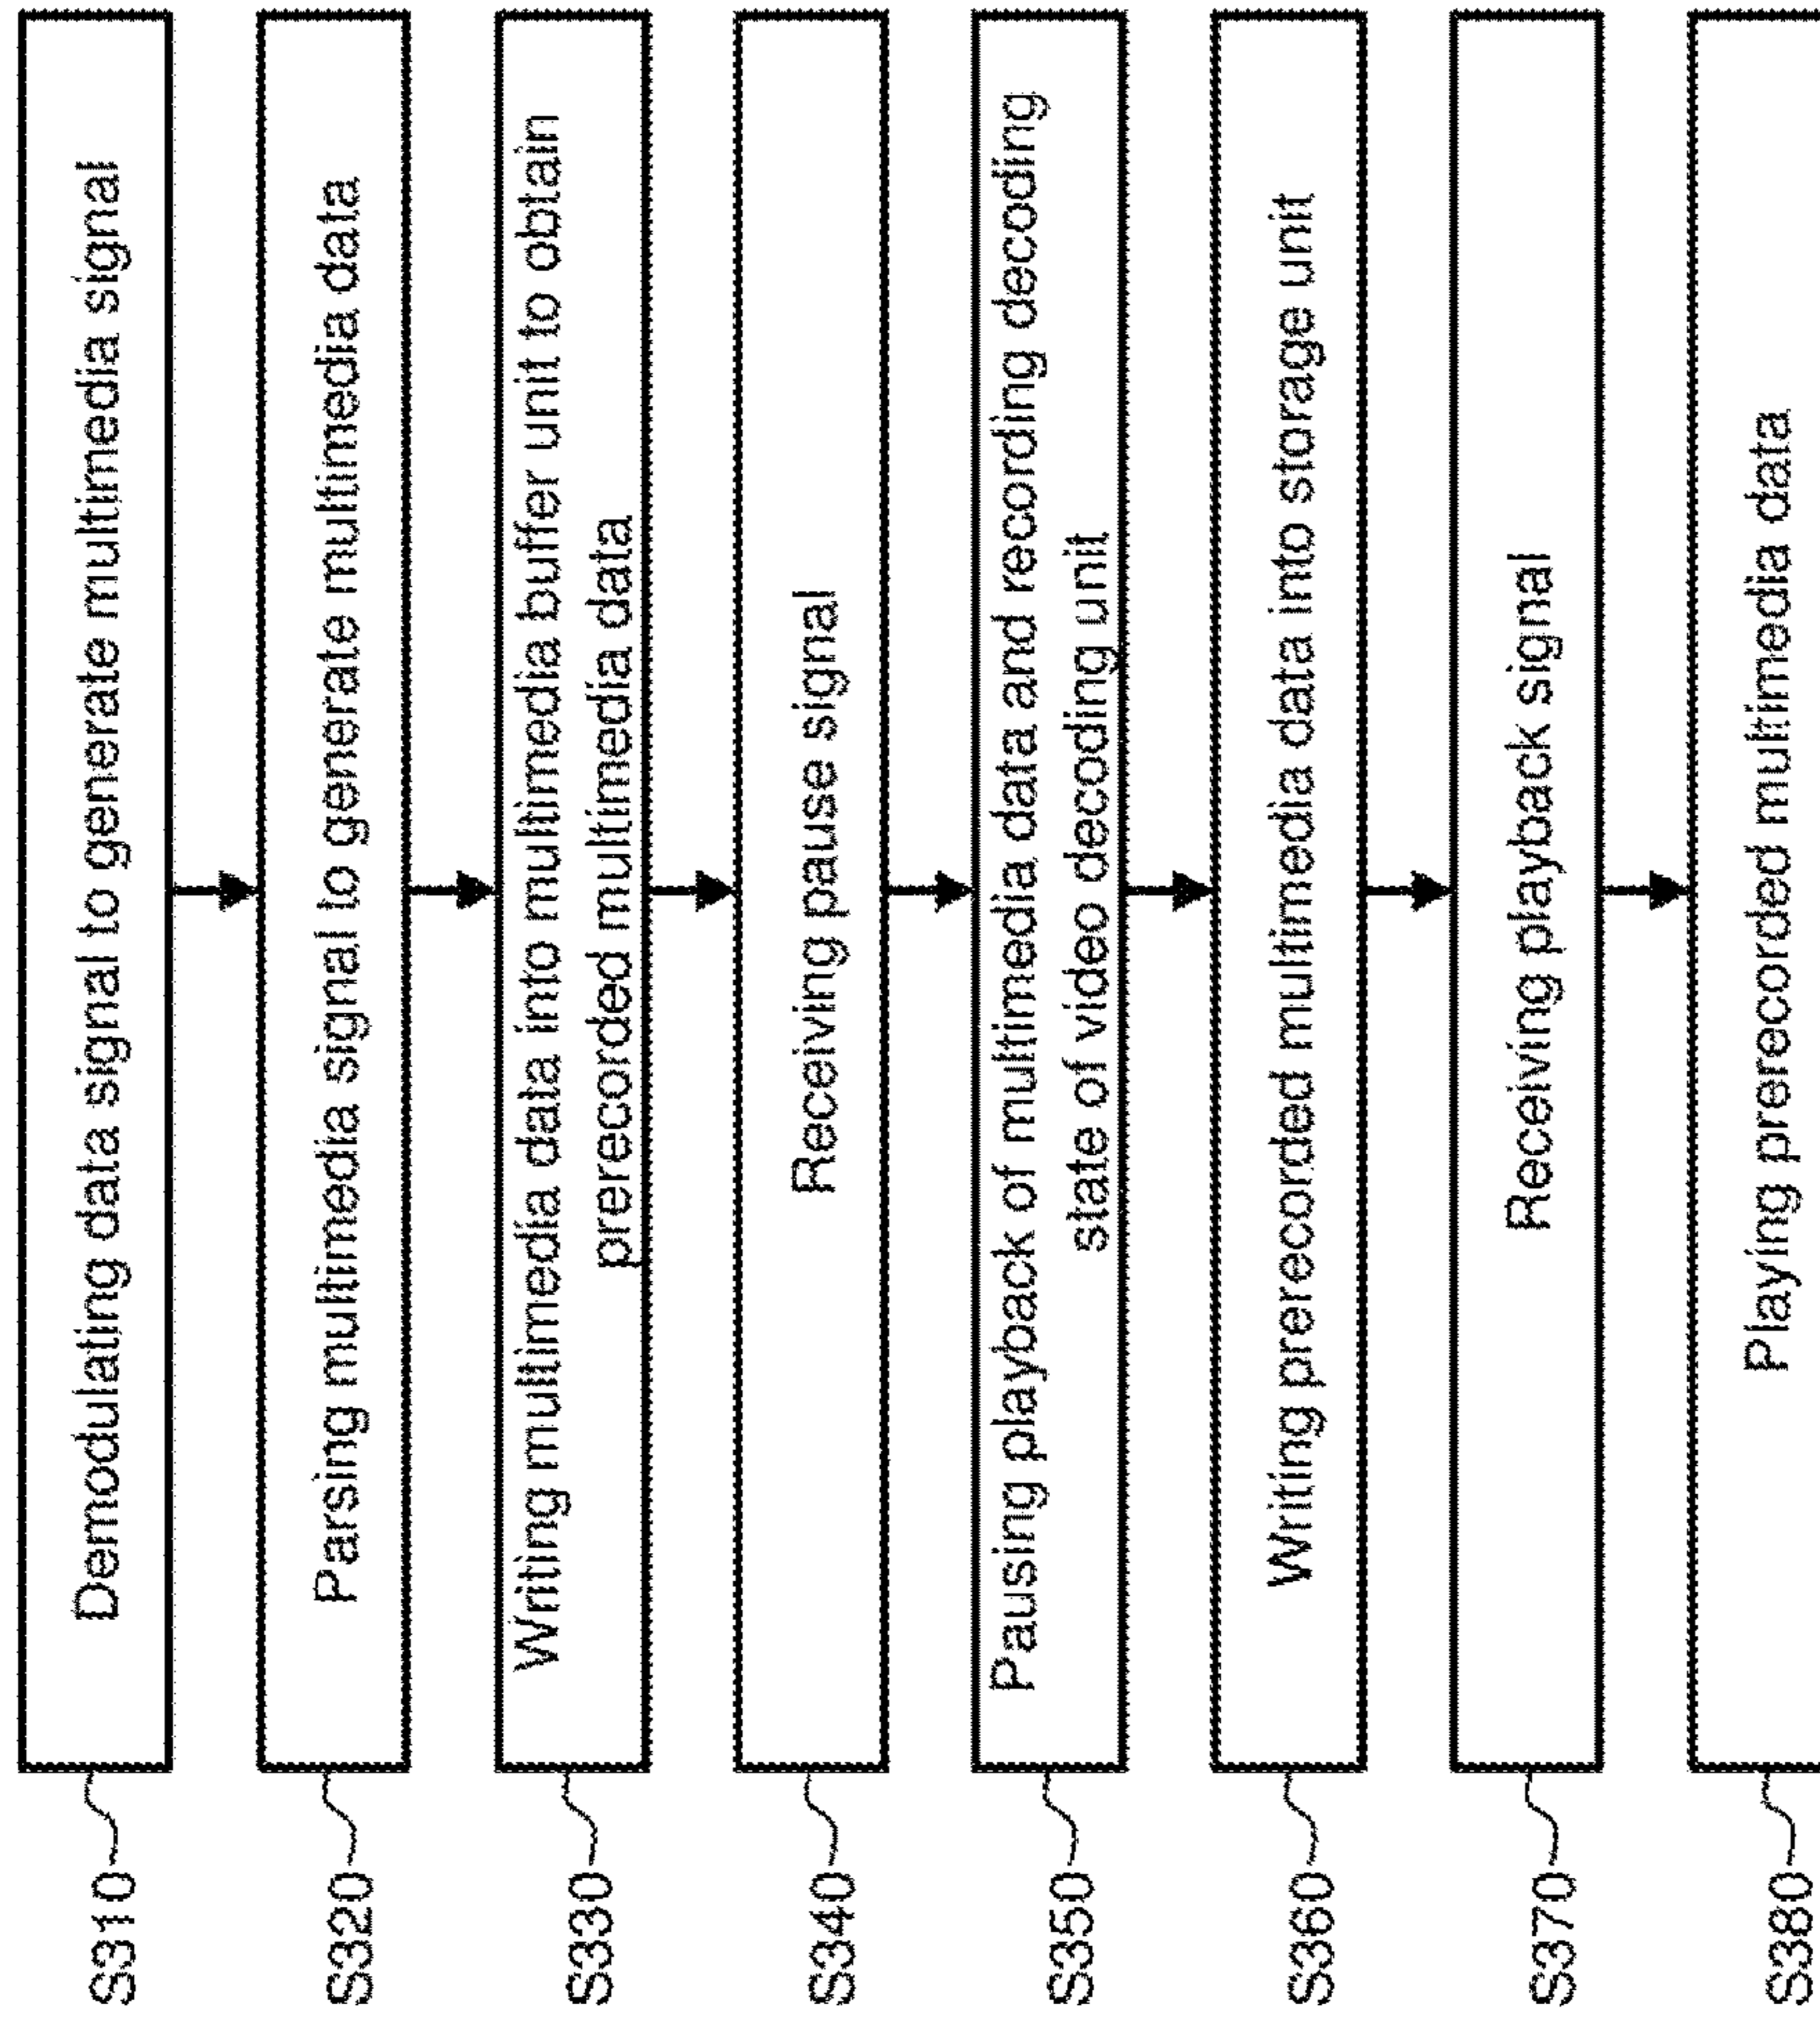 S310
Demodulating data signal to generate multimedia signal
S320
Parsing multimedia signal to generate multimedia data
S330
Writing multimedia data into multimedia buffer unit to obtain
prerecorded multimedia data
S340
Receiving pause signal
S350
Pausing playback of multimedia data and recording decoding
state of video decoding unit
S360
Writing prerecorded multimedia data into storage unit
S370
Receiving playback signal
S380
Playing prerecorded multimedia data